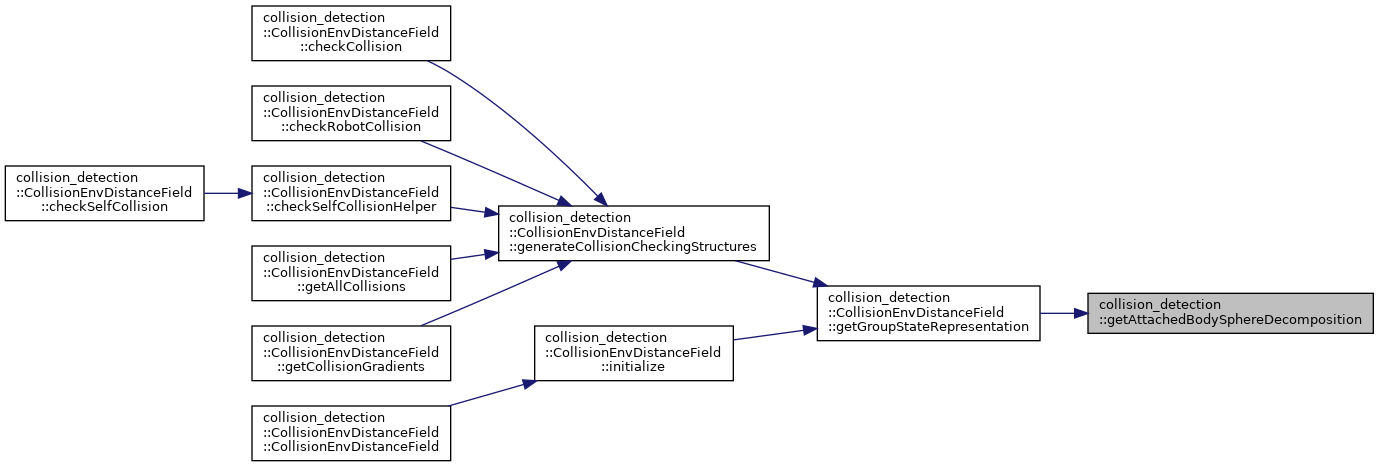 collision_detection
::CollisionEnvDistanceField
::checkCollision
collision_detection
::CollisionEnvDistanceField
::checkRobotCollision
collision_detection
::CollisionEnvDistanceField
::checkSelfCollision
collision_detection
::CollisionEnvDistanceField
::checkSelfCollisionHelper
collision_detection
::CollisionEnvDistanceField
::generateCollisionCheckingStructures
collision_detection
::CollisionEnvDistanceField
::getAllCollisions
collision_detection
::CollisionEnvDistanceField
::getGroupStateRepresentation
collision_detection
::getAttachedBodySphereDecomposition
collision_detection
::CollisionEnvDistanceField
::getCollisionGradients
collision_detection
::CollisionEnvDistanceField
::initialize
collision_detection
::CollisionEnvDistanceField
::CollisionEnvDistanceField